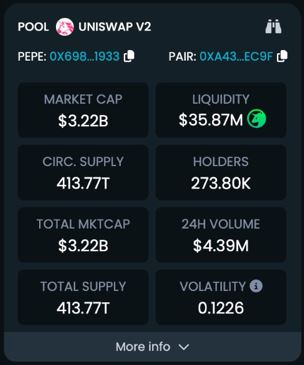 POOL UNISWAP V2
PEPE: 0X698...1933 PAIR: 0XA43...EC9F
MARKET CAP
$3.22B
LIQUIDITY
$35.87M
CIRC. SUPPLY
413.77T
HOLDERS
273.80K
TOTAL MKTCAP
$3.22B
24H VOLUME
$4.39M
TOTAL SUPPLY
413.77T
VOLATILITY
0.1226
More info